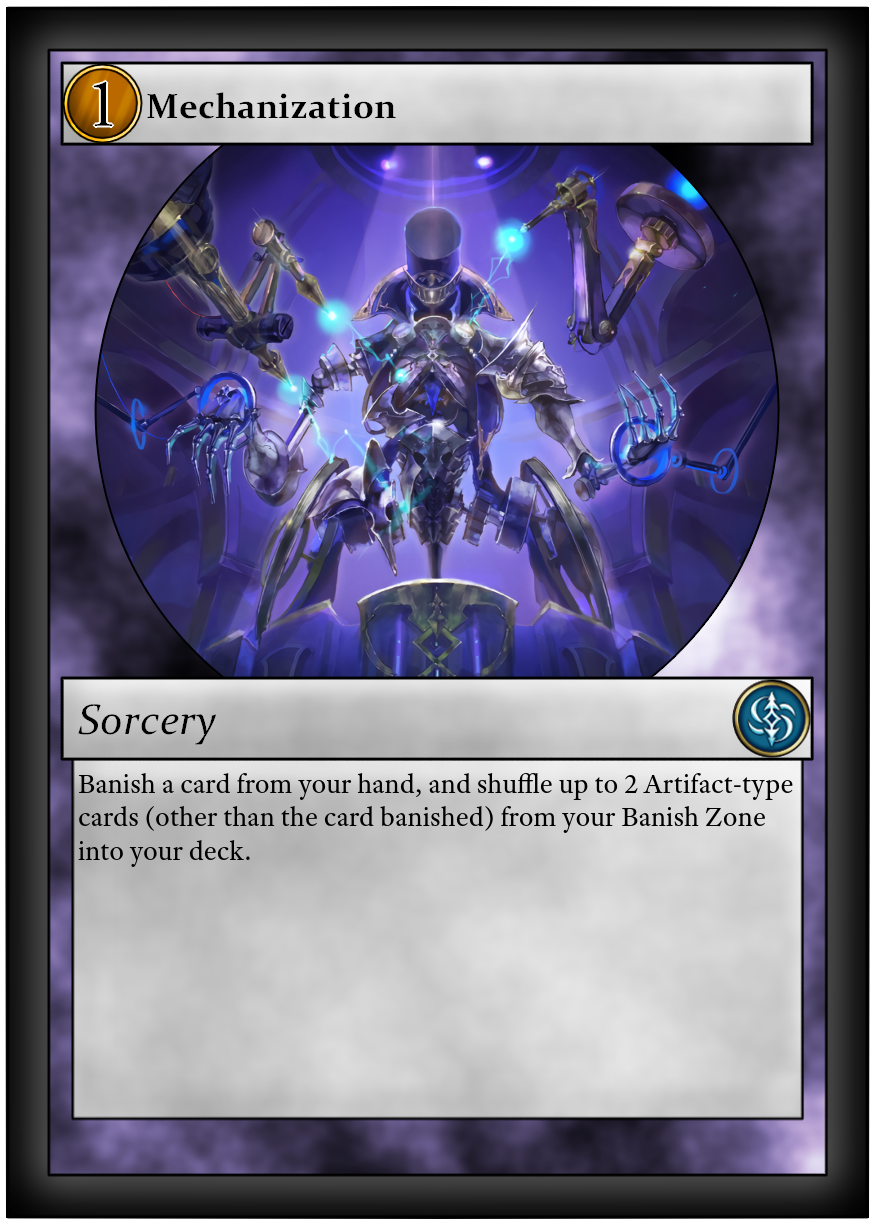 1 Mechanization
Sorcery
Banish a card from your hand, and shuffle up to 2 Artifact-type
cards (other than the card banished) from your Banish Zone
into your deck.